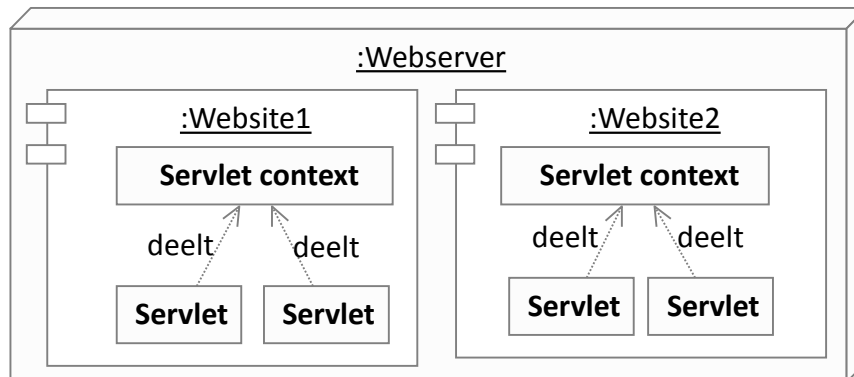 :Webserver
:Website1
Servlet context
deelt deelt
Servlet Servlet
:Website2
Servlet context
deelt deelt
Servlet Servlet